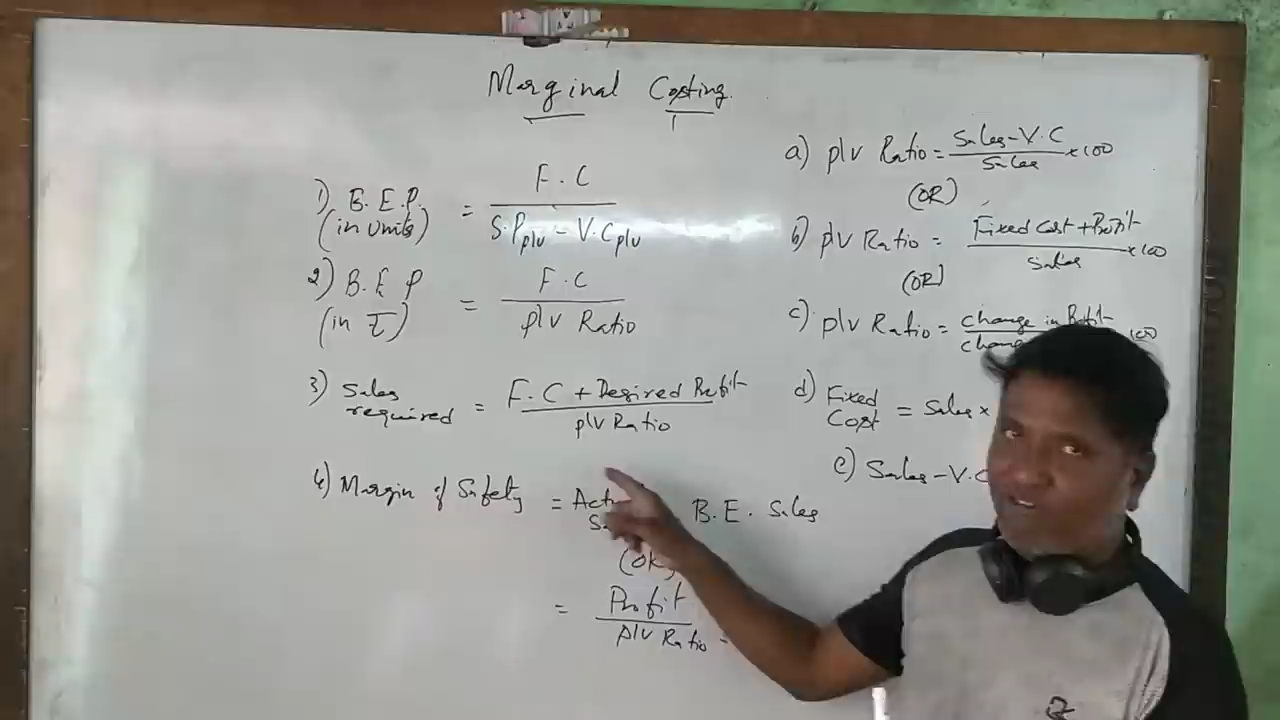 Marginal Costing
1) B.E.P. (in units) = F.C / S.P p/u - V.C p/u
2) B.E.P (in ₹) = F.C / p/v Ratio
3) Sales required = F.C + Desired Profit / p/v Ratio
4) Margin of Safety = B.E. Sales
(OR)
= Profit / p/v Ratio
a) p/v Ratio = Sales - V.C / Sales × 100
(OR)
b) p/v Ratio = Fixed Cost + Profit / Sales × 100
(OR)
c) p/v Ratio = change in Profit / × 100
d) Fixed Cost = Sales ×
e) Sales - V.C